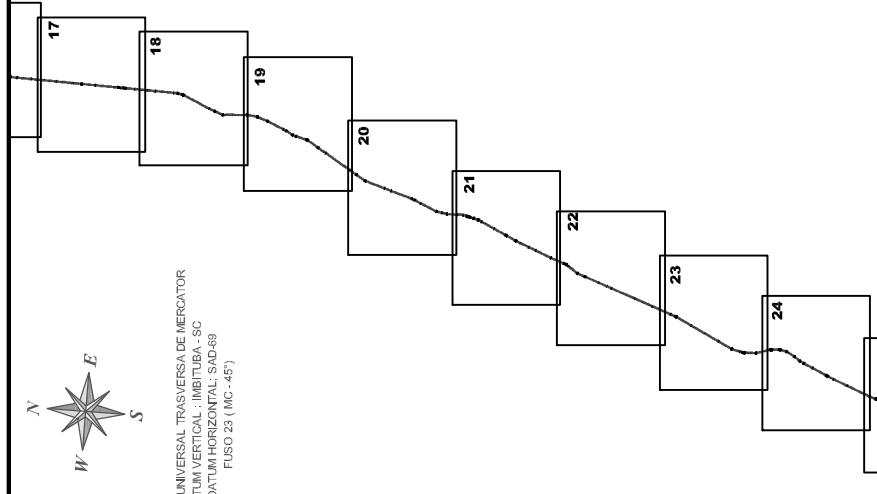 17
18
19
20
21
22
23
24
N
E
S
W
UNIVERSAL TRASVERSA DE MERCATOR
TUM VERTICAL : IMBITUBA - SC
DATUM HORIZONTAL: SAD-69
FUSO 23 ( MC - 45º)